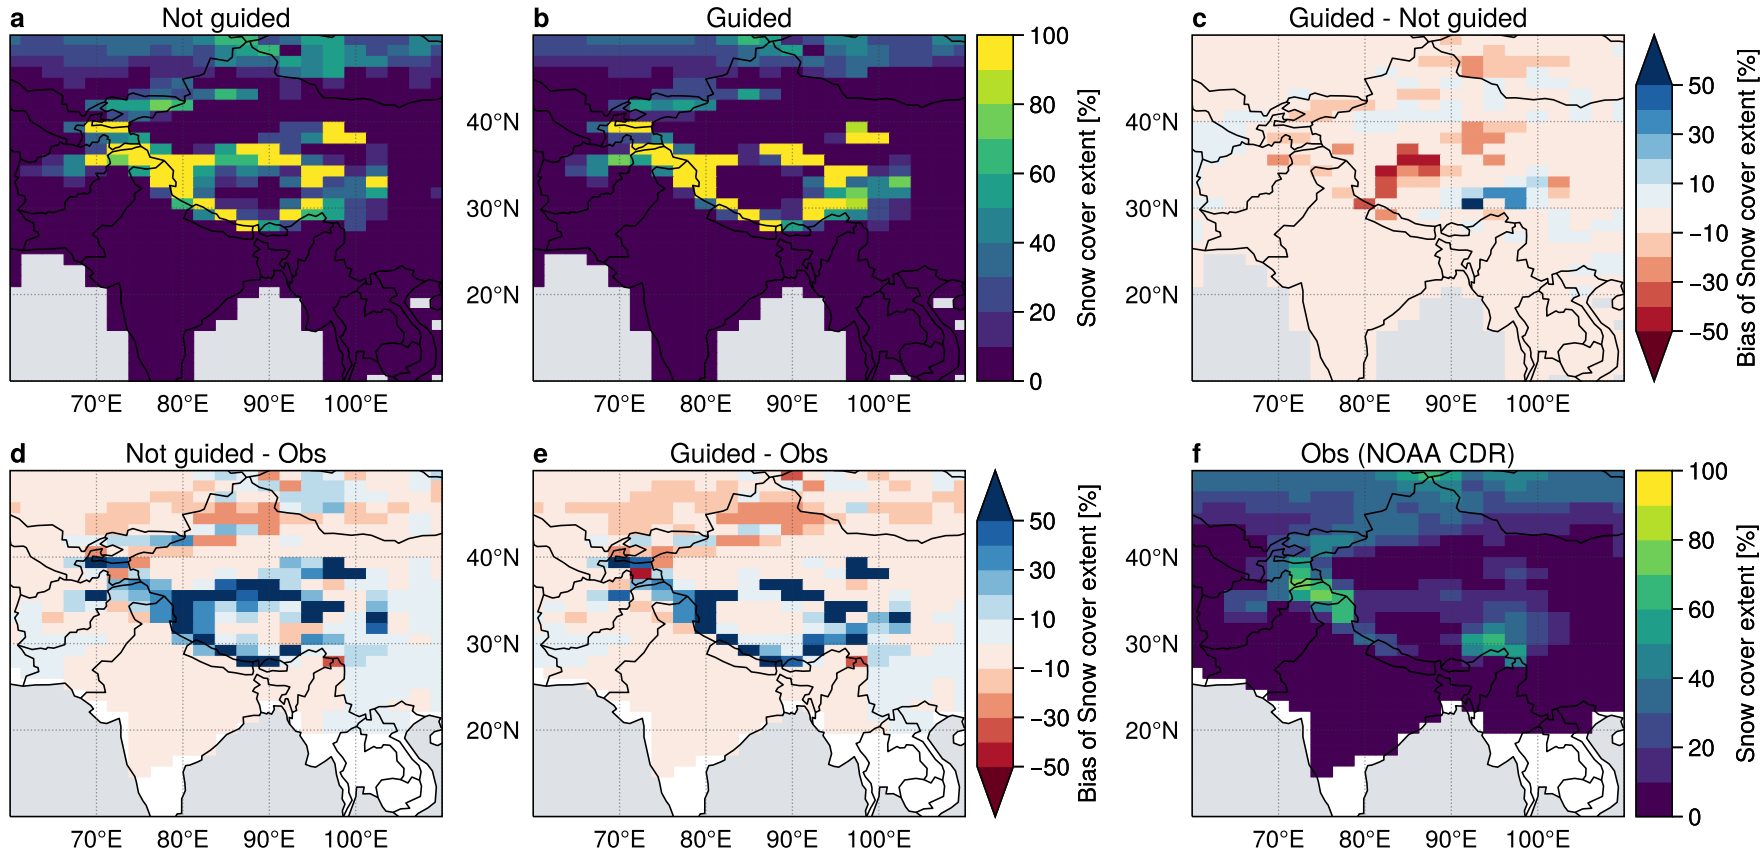 a Not guided
b Guided
c Guided - Not guided
40°N
30°N
20°N
70°E 80°E 90°E 100°E
70°E 80°E 90°E 100°E
100
80
60
40
20
0
Snow cover extent [%]
40°N
30°N
20°N
70°E 80°E 90°E 100°E
50
30
10
−10
−30
−50
Bias of Snow cover extent [%]
d Not guided - Obs
e Guided - Obs
f Obs (NOAA CDR)
40°N
30°N
20°N
70°E 80°E 90°E 100°E
70°E 80°E 90°E 100°E
50
30
10
−10
−30
−50
Bias of Snow cover extent [%]
40°N
30°N
20°N
70°E 80°E 90°E 100°E
100
80
60
40
20
0
Snow cover extent [%]